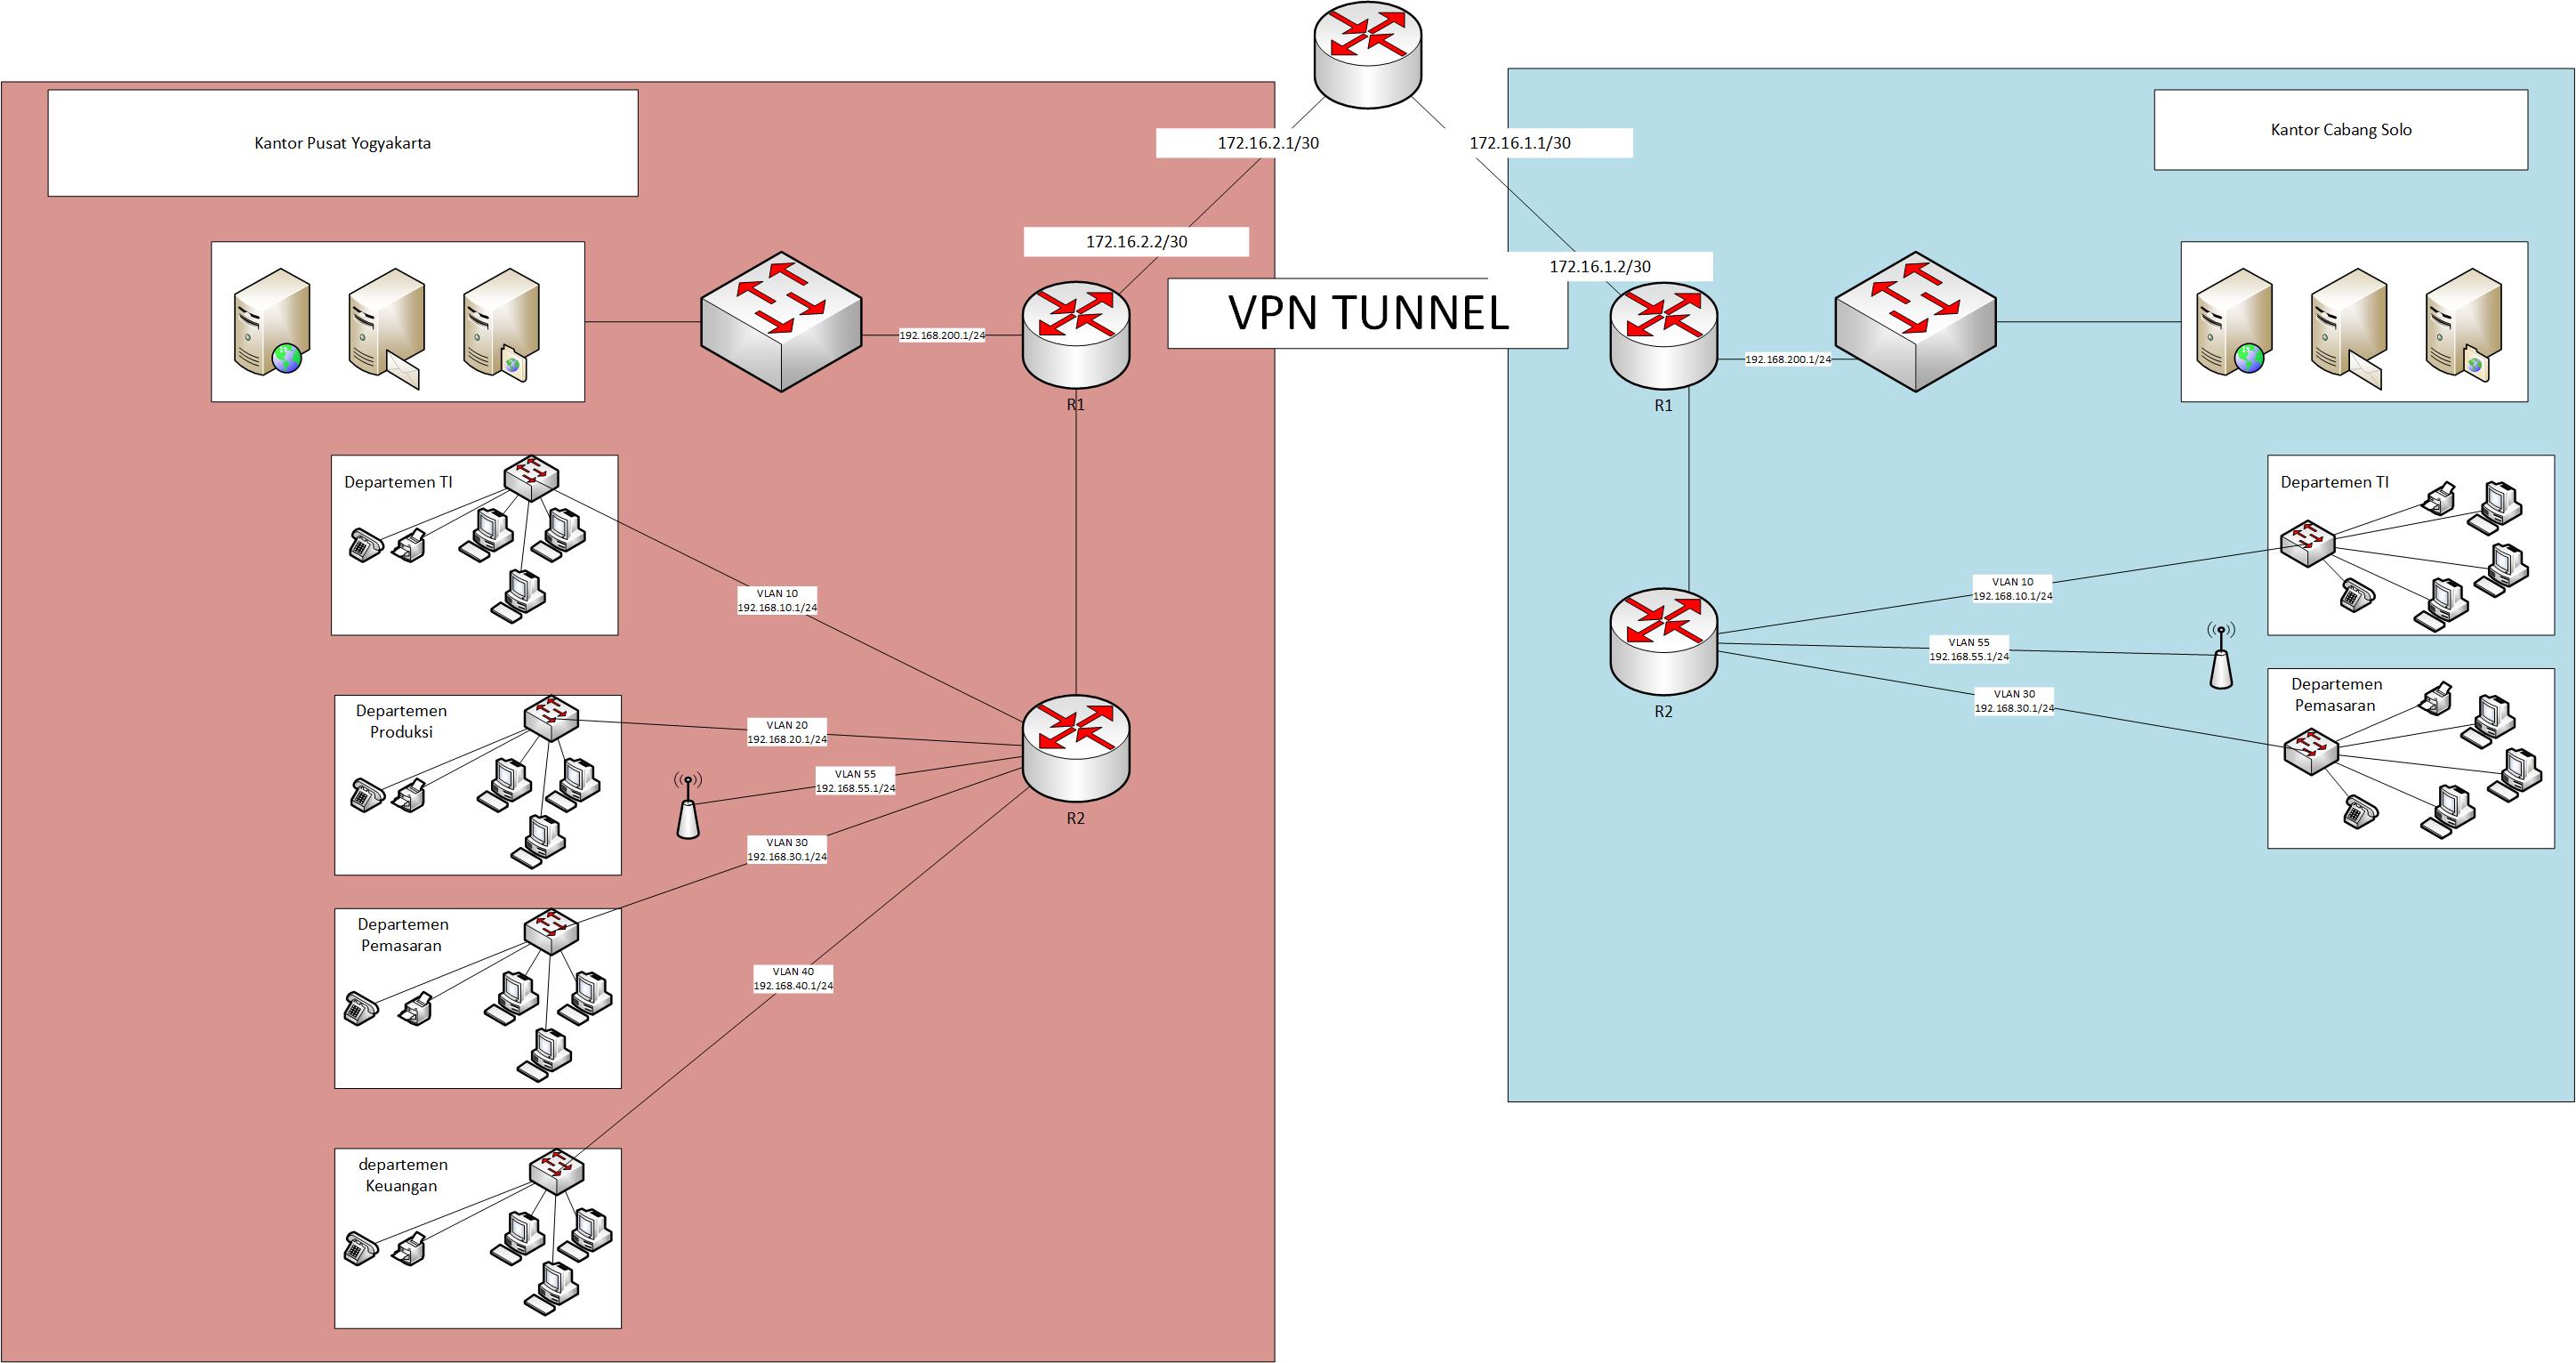 Kantor Pusat Yogyakarta
Kantor Cabang Solo
172.16.2.1/30
172.16.1.1/30
172.16.2.2/30
172.16.1.2/30
VPN TUNNEL
192.168.200.1/24
R1
192.168.200.1/24
R1
Departemen TI
VLAN 10
192.168.10.1/24
Departemen
Produksi
VLAN 20
192.168.20.1/24
VLAN 55
192.168.55.1/24
R2
VLAN 30
192.168.30.1/24
Departemen
Pemasaran
VLAN 40
192.168.40.1/24
departemen
Keuangan
Departemen TI
VLAN 10
192.168.10.1/24
VLAN 55
192.168.55.1/24
VLAN 30
192.168.30.1/24
R2
Departemen
Pemasaran